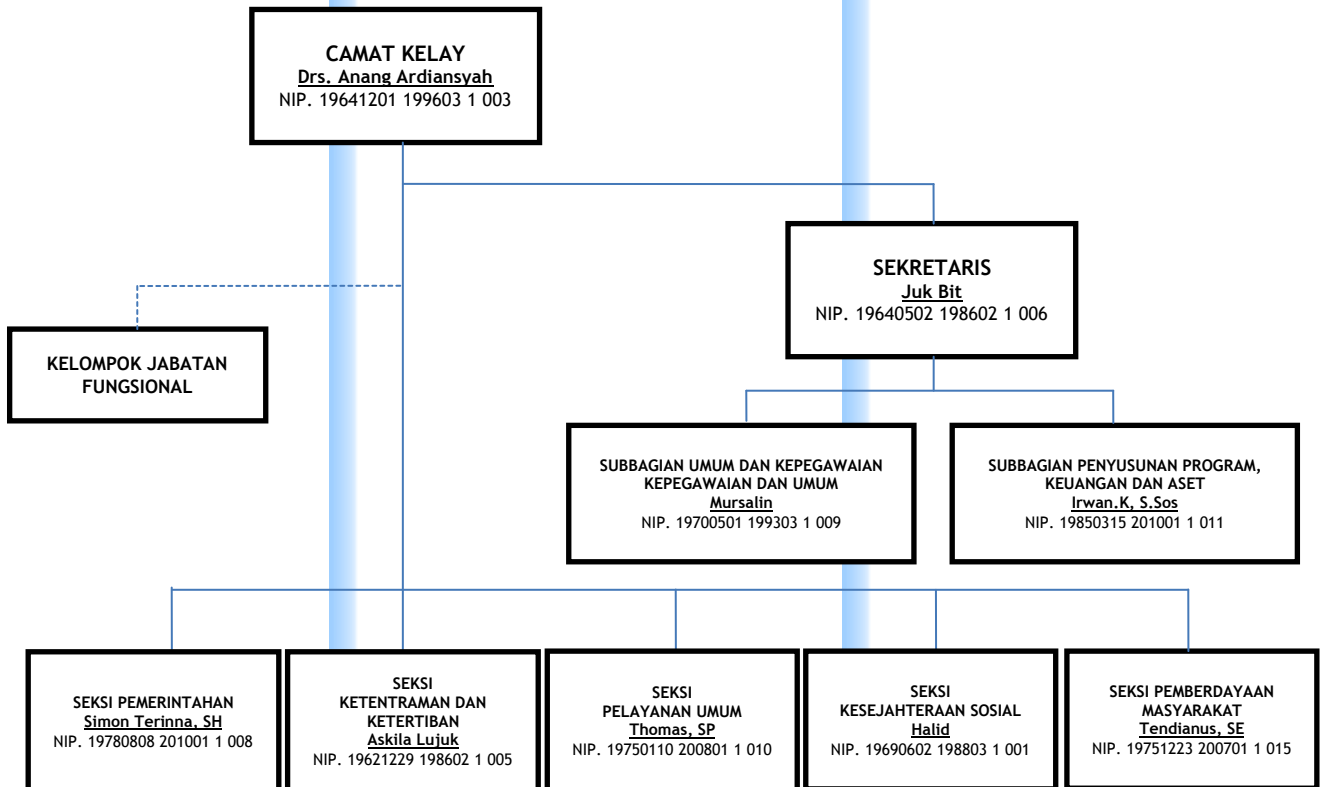 CAMAT KELAY
Drs. Anang Ardiansyah
NIP. 19641201 199603 1 003
SEKRETARIS
Juk Bit
NIP. 19640502 198602 1 006
KELOMPOK JABATAN
FUNGSIONAL
SUBBAGIAN UMUM DAN KEPEGAWAIAN
KEPEGAWAIAN DAN UMUM
Mursalin
NIP. 19700501 199303 1 009
SUBBAGIAN PENYUSUNAN PROGRAM,
KEUANGAN DAN ASET
Irwan.K, S.Sos
NIP. 19850315 201001 1 011
SEKSI PEMERINTAHAN
Simon Terinna, SH
NIP. 19780808 201001 1 008
SEKSI
KETENTRAMAN DAN
KETERTIBAN
Askila Lujuk
NIP. 19621229 198602 1 005
SEKSI
PELAYANAN UMUM
Thomas, SP
NIP. 19750110 200801 1 010
SEKSI
KESEJAHTERAAN SOSIAL
Halid
NIP. 19690602 198803 1 001
SEKSI PEMBERDAYAAN
MASYARAKAT
Tendianus, SE
NIP. 19751223 200701 1 015